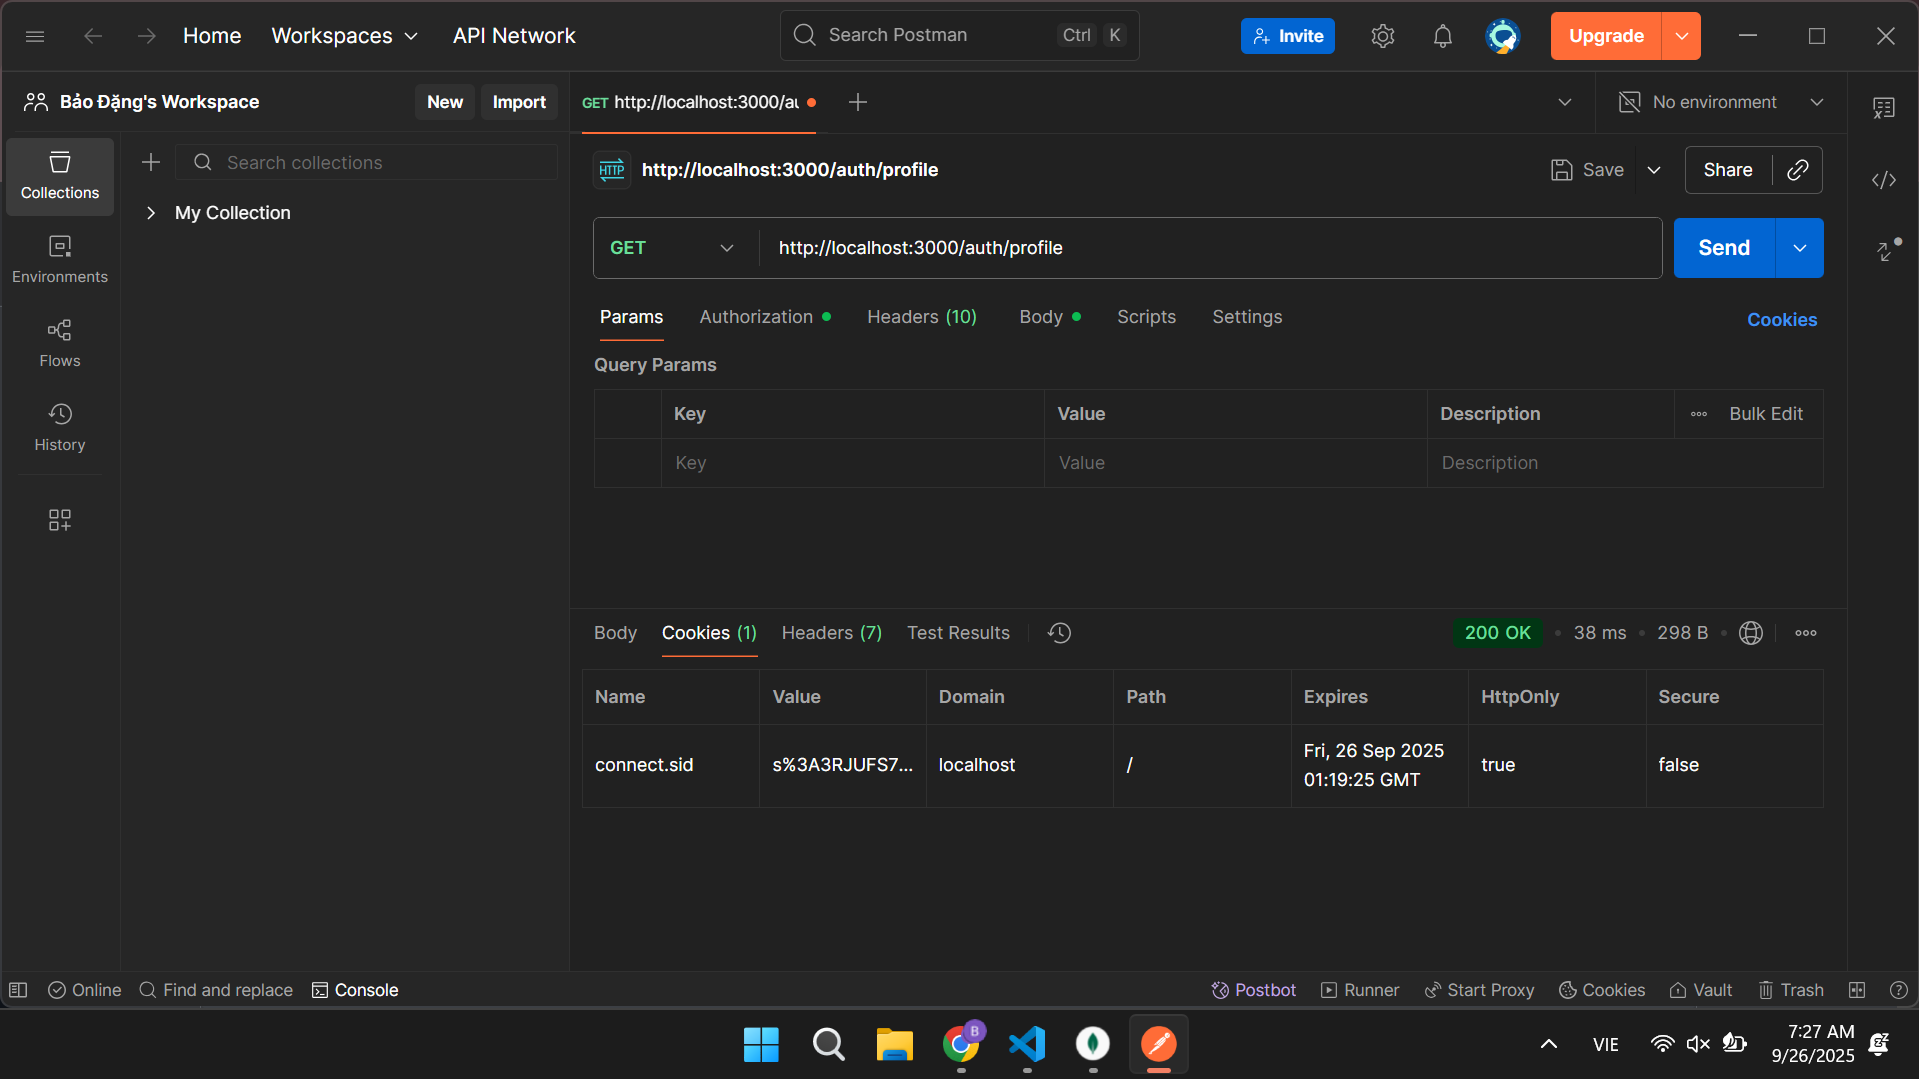 Home
Workspaces
API Network
Search Postman
Ctrl
K
Invite
Upgrade
Bảo Đặng's Workspace
New
Import
GET http://localhost:3000/au
No environment
Collections
Environments
Flows
History
Search collections
My Collection
HTTP
http://localhost:3000/auth/profile
Save
Share
GET
http://localhost:3000/auth/profile
Send
Params
Authorization
Headers (10)
Body
Scripts
Settings
Cookies
Query Params
Key
Value
Description
Bulk Edit
Key
Value
Description
Body
Cookies (1)
Headers (7)
Test Results
200 OK
38 ms
298 B
Name
Value
Domain
Path
Expires
HttpOnly
Secure
connect.sid
s%3A3RJUFS7...
localhost
/
Fri, 26 Sep 2025
01:19:25 GMT
true
false
Online
Find and replace
Console
Postbot
Runner
Start Proxy
Cookies
Vault
Trash
B
VIE
7:27 AM
9/26/2025